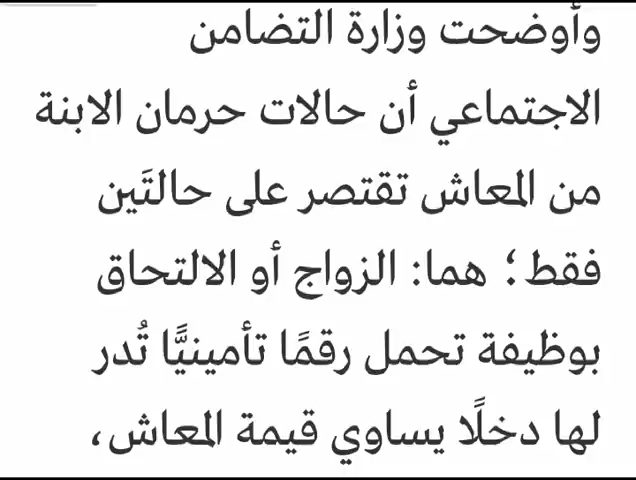 وأوضحت وزارة التضامن
الاجتماعي أن حالات حرمان الابنة
من المعاش تقتصر على حالتَين
فقط؛ هما: الزواج أو الالتحاق
بوظيفة تحمل رقمًا تأمينيًّا تُدر
لها دخلًا يساوي قيمة المعاش،